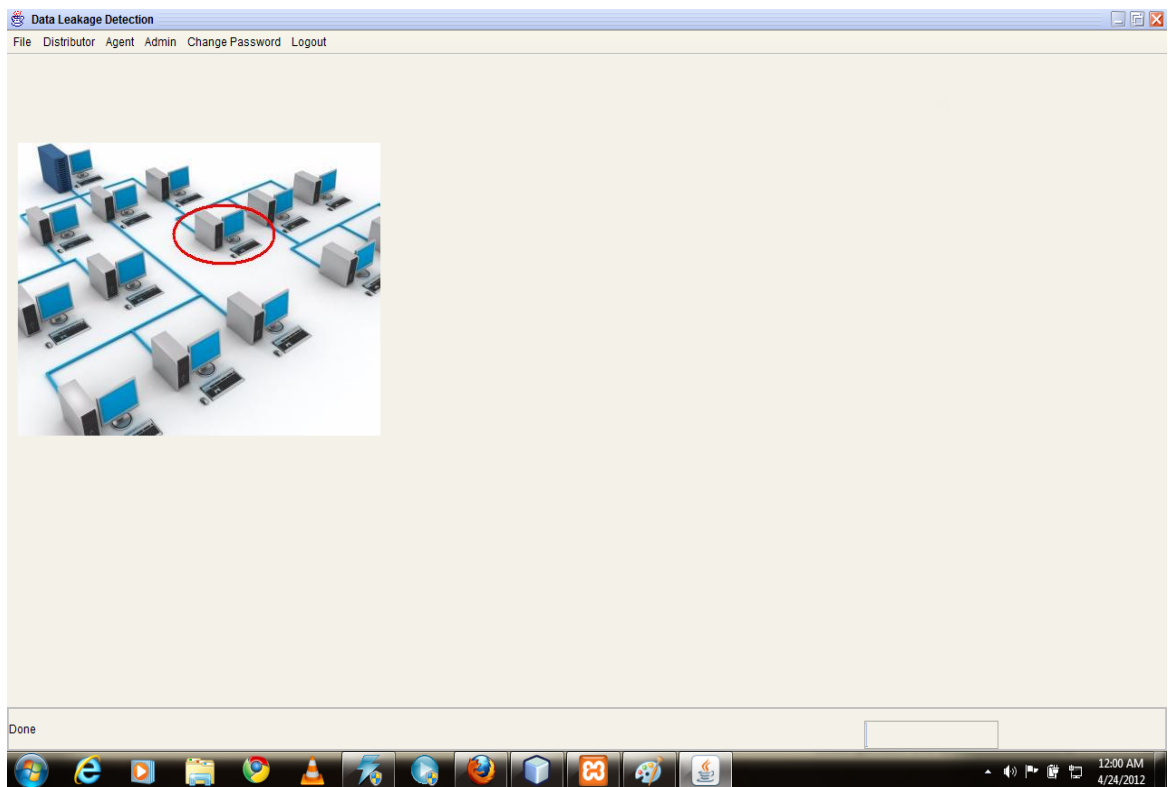 Data Leakage Detection
File Distributor Agent Admin Change Password Logout
Done
12:00 AM
4/24/2012